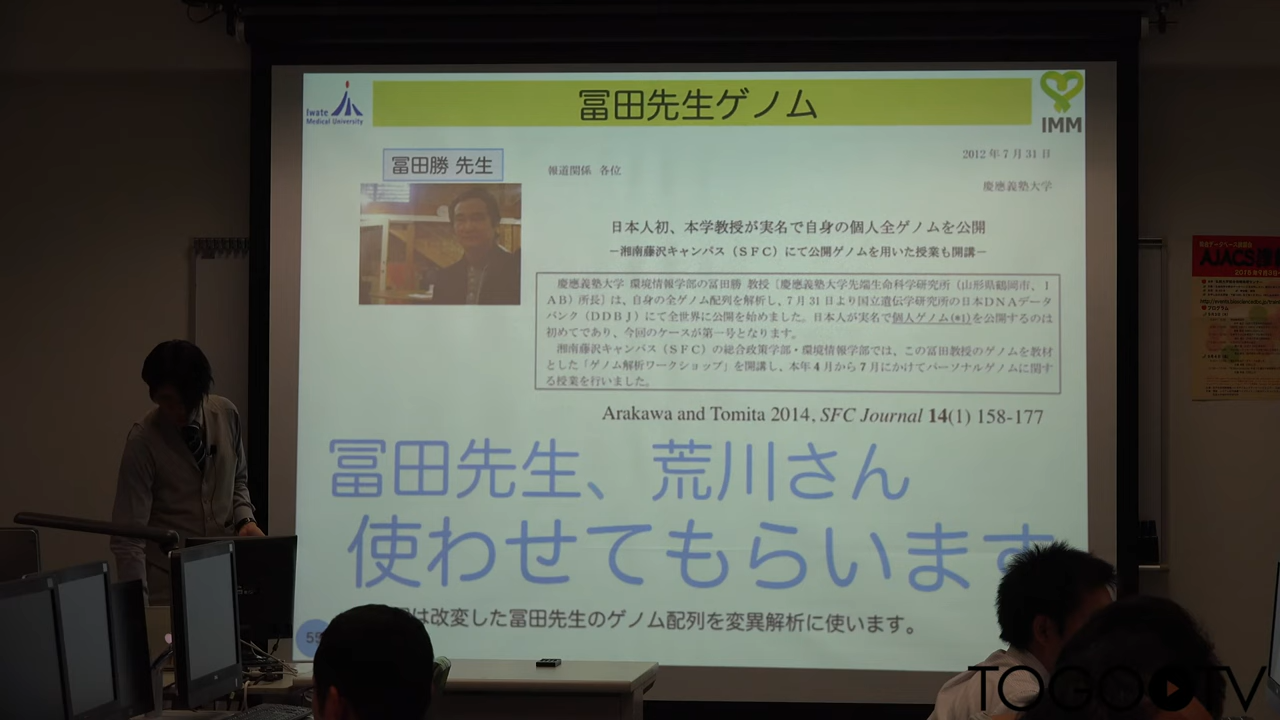 Iwate
Medical University
冨田先生ゲノム
IMM
冨田勝 先生
2012年7月31日
報道関係 各位
慶應義塾大学
日本人初、本学教授が実名で自身の個人全ゲノムを公開
－湘南藤沢キャンパス（ＳＦＣ）にて公開ゲノムを用いた授業も開講－
慶應義塾大学 環境情報学部の冨田勝 教授〔慶應義塾大学先端生命科学研究所（山形県鶴岡市、Ｉ
ＡＢ）所長〕は、自身の全ゲノム配列を解析し、7月31日より国立遺伝学研究所の日本ＤＮＡデータ
バンク（ＤＤＢＪ）にて全世界に公開を始めました。日本人が実名で個人ゲノム(*1)を公開するのは
初めてであり、今回のケースが第一号となります。
湘南藤沢キャンパス（ＳＦＣ）の総合政策学部・環境情報学部では、この冨田教授のゲノムを教材
とした「ゲノム解析ワークショップ」を開講し、本年4月から7月にかけてパーソナルゲノムに関す
る授業を行いました。
Arakawa and Tomita 2014, SFC Journal 14(1) 158-177
冨田先生、荒川さん
使わせてもらいます
は改変した冨田先生のゲノム配列を変異解析に使います。
AJACS
TOGOTV